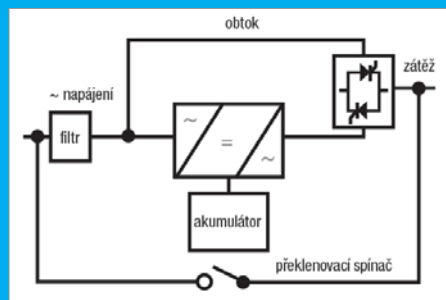 obtok
zátěž
~ napájení
filtr
~
=
~
akumulátor
překlenovací spínač